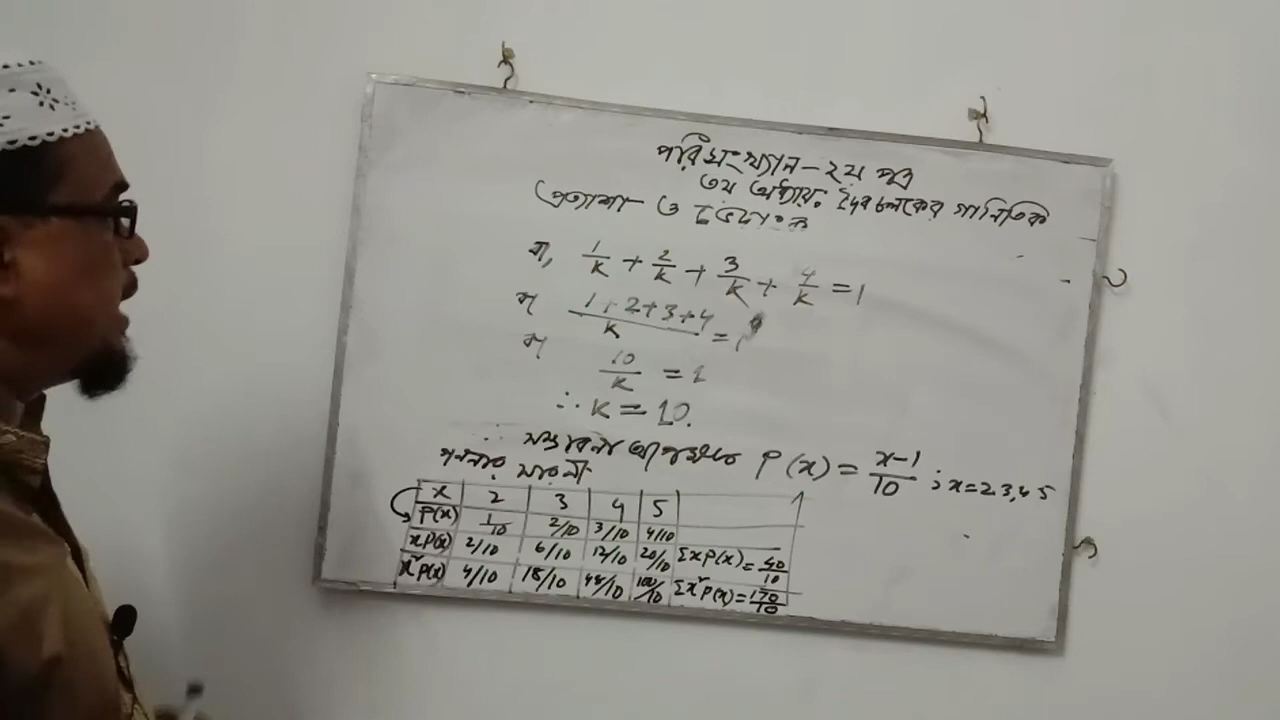 পরিসংখ্যান - ২য় পত্র
৩য় অধ্যায়: দৈব চলকের গাণিতিক
প্রত্যাশা ও
বা, 1/K + 2/K + 3/K + 4/K = 1
বা 1+2+3+4/K = 1
বা 10/K = 1
∴ K = 10.
∴ সম্ভাবনা অপেক্ষক P(x) = x-1/10 ; x=2,3,4,5
গণনার সারণী
x 2 3 4 5
P(x) 1/10 2/10 3/10 4/10
xP(x) 2/10 6/10 12/10 20/10 ΣxP(x) = 40/10
x²P(x) 4/10 18/10 48/10 100/10 Σx²P(x) = 170/10